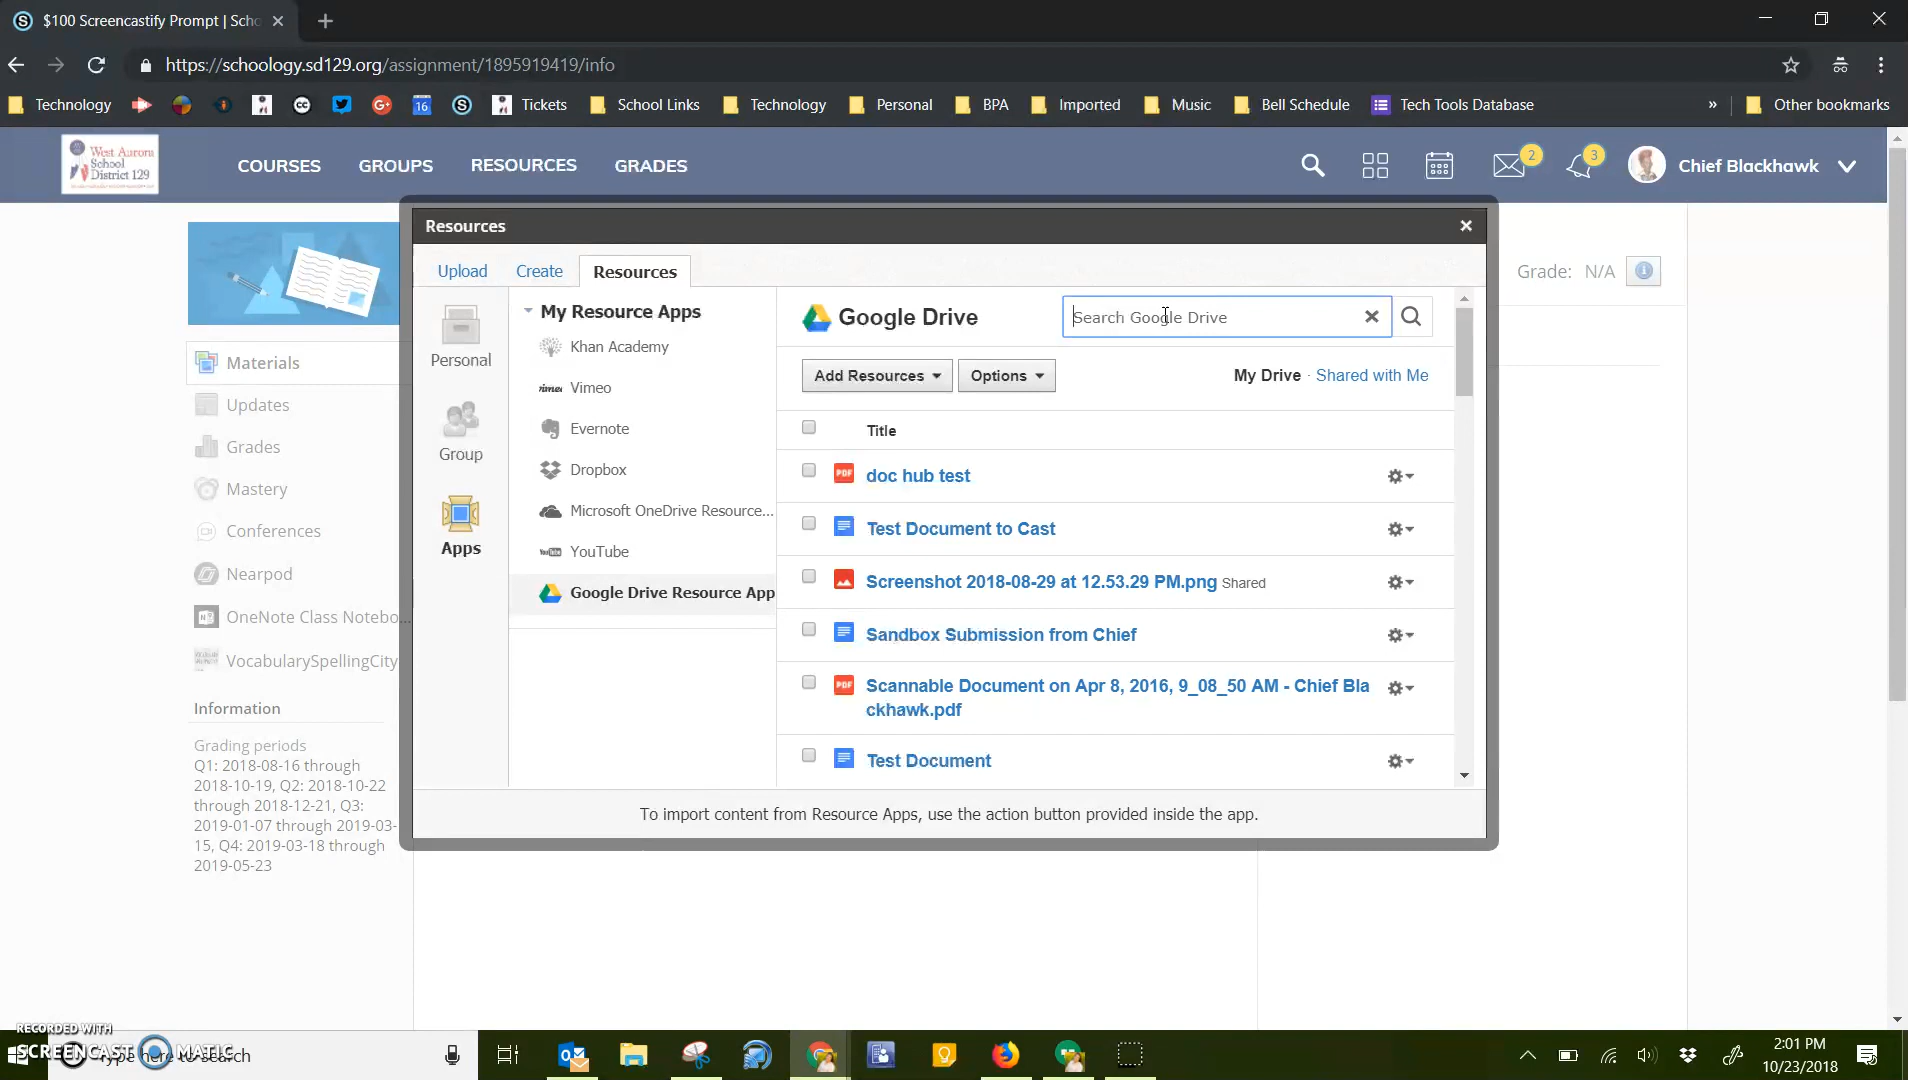 $100 Screencastify Prompt | Scho
https://schoology.sd129.org/assignment/1895919419/info
Technology
16
Tickets
School Links
Technology
Personal
BPA
Imported
Music
Bell Schedule
Tech Tools Database
»
Other bookmarks
West Aurora
School
District 129
COURSES
GROUPS
RESOURCES
GRADES
2
3
Chief Blackhawk
Resources
Upload
Create
Resources
Grade: N/A
Personal
Group
Apps
My Resource Apps
Khan Academy
Vimeo
Evernote
Dropbox
Microsoft OneDrive Resource...
YouTube
Google Drive Resource App
Google Drive
Search Google Drive
Add Resources
Options
My Drive · Shared with Me
Title
PDF doc hub test
Test Document to Cast
Screenshot 2018-08-29 at 12.53.29 PM.png Shared
Sandbox Submission from Chief
PDF Scannable Document on Apr 8, 2016, 9_08_50 AM - Chief Bla
ckhawk.pdf
Test Document
To import content from Resource Apps, use the action button provided inside the app.
Materials
Updates
Grades
Mastery
Conferences
Nearpod
OneNote Class Notebo...
VocabularySpellingCity
Information
Grading periods
Q1: 2018-08-16 through
2018-10-19, Q2: 2018-10-22
through 2018-12-21, Q3:
2019-01-07 through 2019-03-
15, Q4: 2019-03-18 through
2019-05-23
RECORDED WITH
SCREENCAST MATIC
Type here to search
2:01 PM
10/23/2018